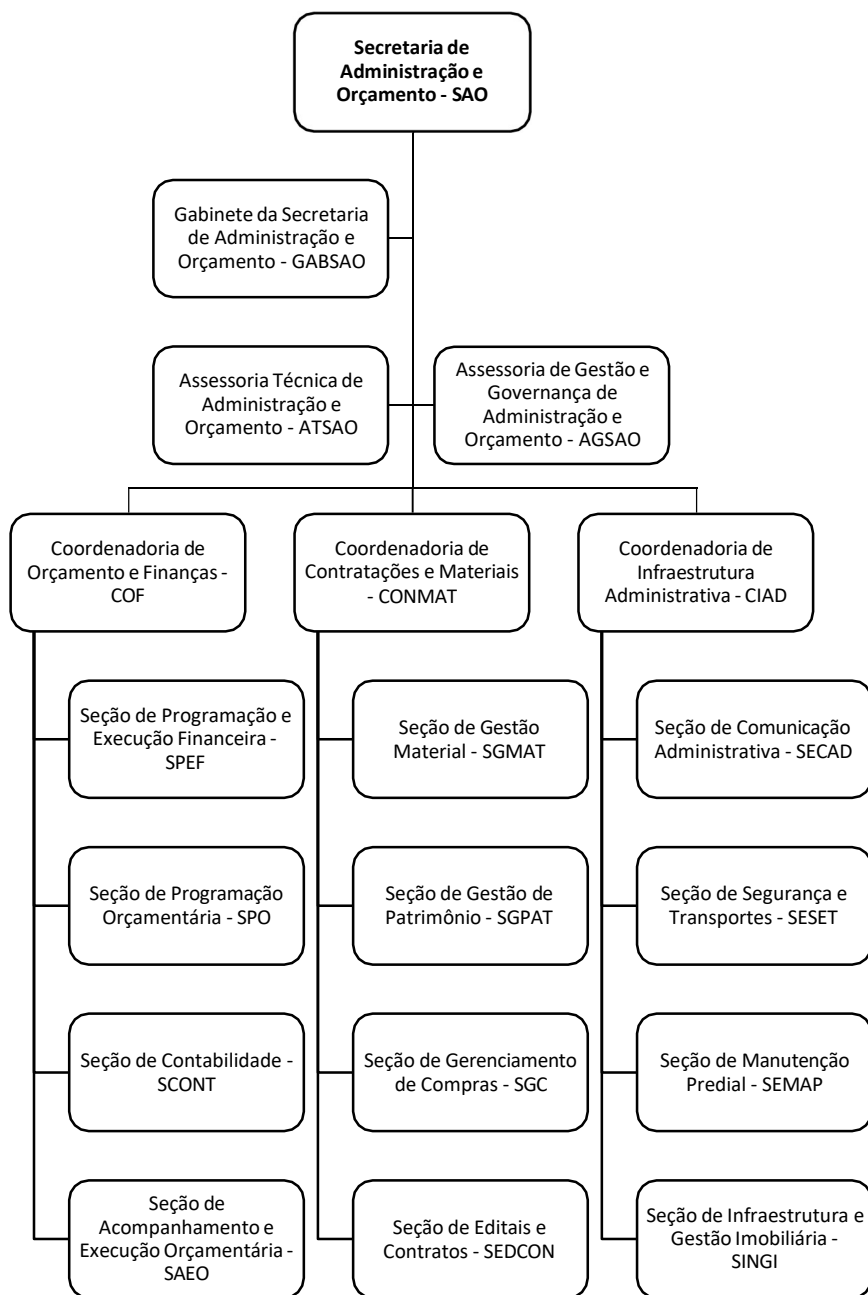 Secretaria de
Administração e
Orçamento - SAO
Gabinete da Secretaria
de Administração e
Orçamento - GABSAO
Assessoria Técnica de
Administração e
Orçamento - ATSAO
Assessoria de Gestão e
Governança de
Administração e
Orçamento - AGSAO
Coordenadoria de
Orçamento e Finanças -
COF
Coordenadoria de
Contratações e Materiais
- CONMAT
Coordenadoria de
Infraestrutura
Administrativa - CIAD
Seção de Programação e
Execução Financeira -
SPEF
Seção de Gestão
Material - SGMAT
Seção de Comunicação
Administrativa - SECAD
Seção de Programação
Orçamentária - SPO
Seção de Gestão de
Patrimônio - SGPAT
Seção de Segurança e
Transportes - SESET
Seção de Contabilidade -
SCONT
Seção de Gerenciamento
de Compras - SGC
Seção de Manutenção
Predial - SEMAP
Seção de
Acompanhamento e
Execução Orçamentária -
SAEO
Seção de Editais e
Contratos - SEDCON
Seção de Infraestrutura e
Gestão Imobiliária -
SINGI